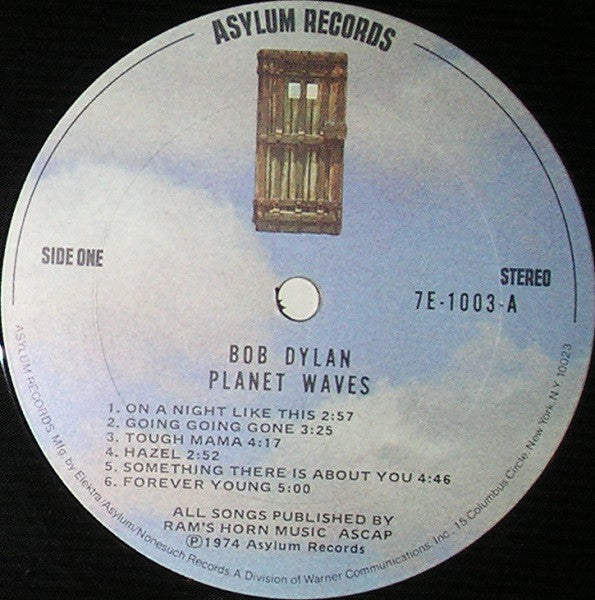 ASYLUM RECORDS
SIDE ONE
STEREO
7E-1003-A
BOB DYLAN
PLANET WAVES
1. ON A NIGHT LIKE THIS 2:57
2. GOING GOING GONE 3:25
3. TOUGH MAMA 4:17
4. HAZEL 2:52
5. SOMETHING THERE IS ABOUT YOU 4:46
6. FOREVER YOUNG 5:00
ALL SONGS PUBLISHED BY
RAM'S HORN MUSIC ASCAP
Ⓟ1974 Asylum Records
ASYLUM RECORDS Mfg. by Elektra/Asylum/Nonesuch Records. A Division of Warner Communications, Inc., 15 Columbus Circle, New York, N.Y. 10023